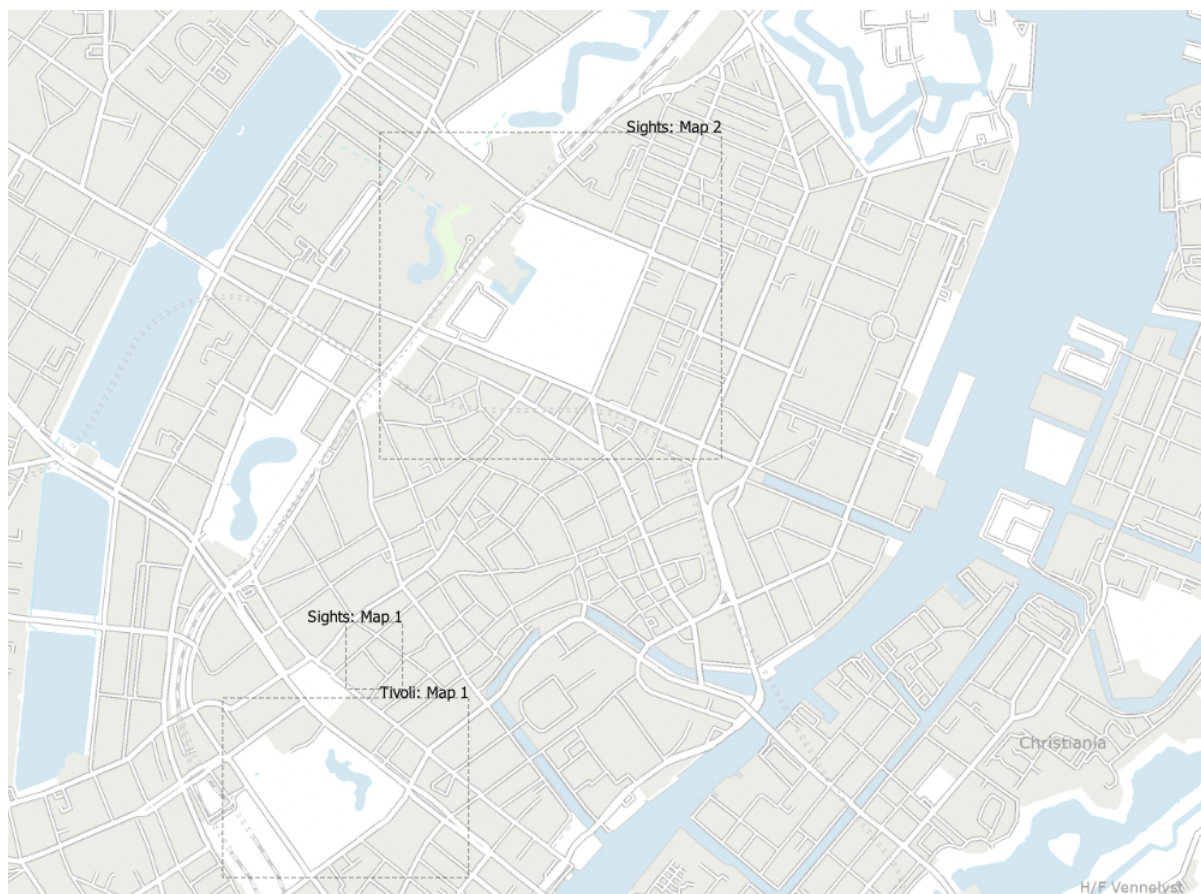 Sights: Map 2
Sights: Map 1
Tivoli: Map 1
Christiania
H/F Vennelyst